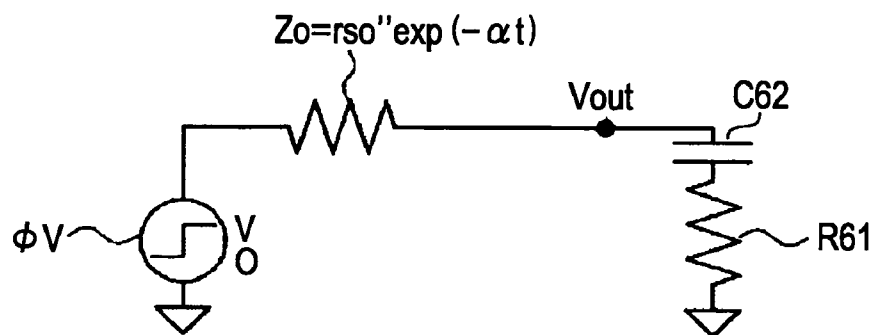 Zo=rso"exp(-αt)
Vout
C62
ϕV
V
O
R61